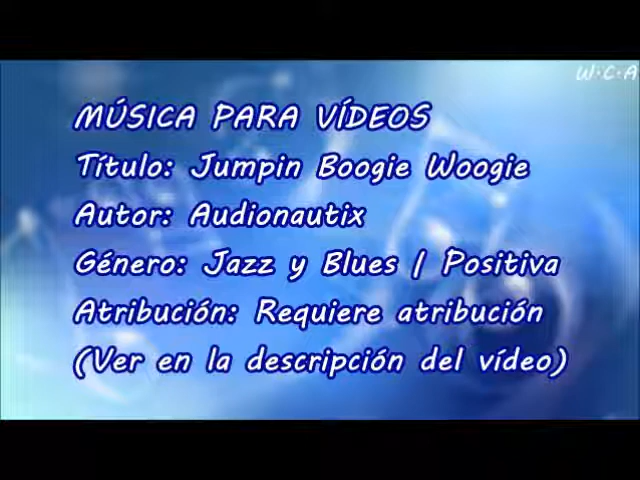 W.C.A
MÚSICA PARA VÍDEOS
Título: Jumpin Boogie Woogie
Autor: Audionautix
Género: Jazz y Blues | Positiva
Atribución: Requiere atribución
(Ver en la descripción del vídeo)